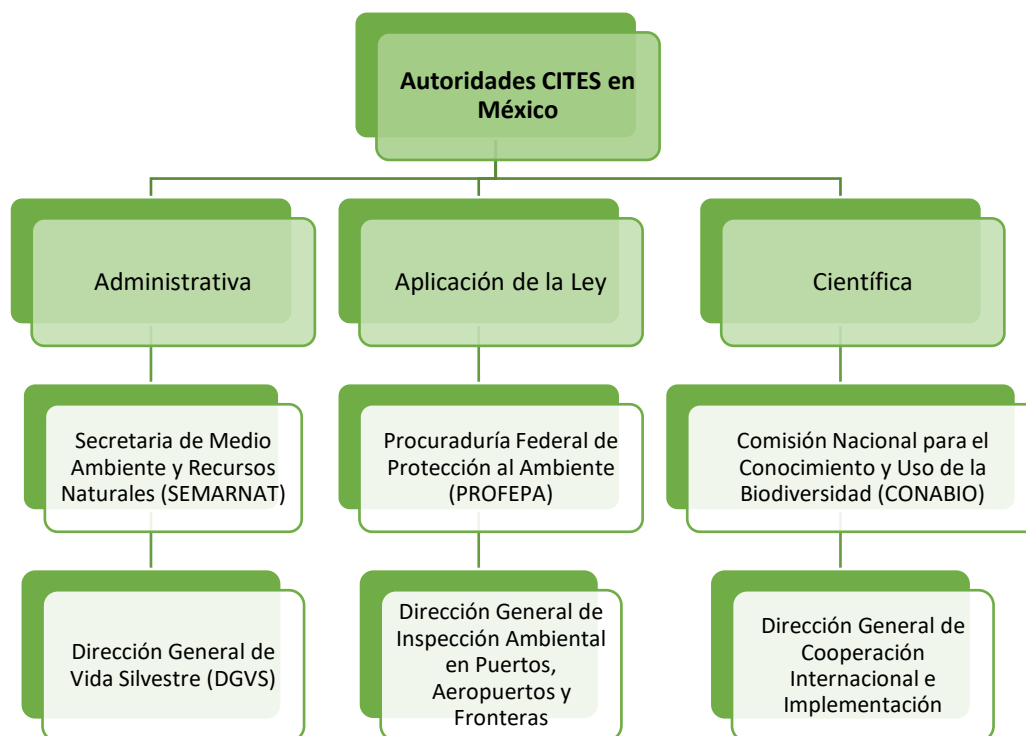 Autoridades CITES en
México
Administrativa
Aplicación de la Ley
Científica
Secretaria de Medio
Ambiente y Recursos
Naturales (SEMARNAT)
Procuraduría Federal de
Protección al Ambiente
(PROFEPA)
Comisión Nacional para el
Conocimiento y Uso de la
Biodiversidad (CONABIO)
Dirección General de
Vida Silvestre (DGVS)
Dirección General de
Inspección Ambiental
en Puertos,
Aeropuertos y
Fronteras
Dirección General de
Cooperación
Internacional e
Implementación